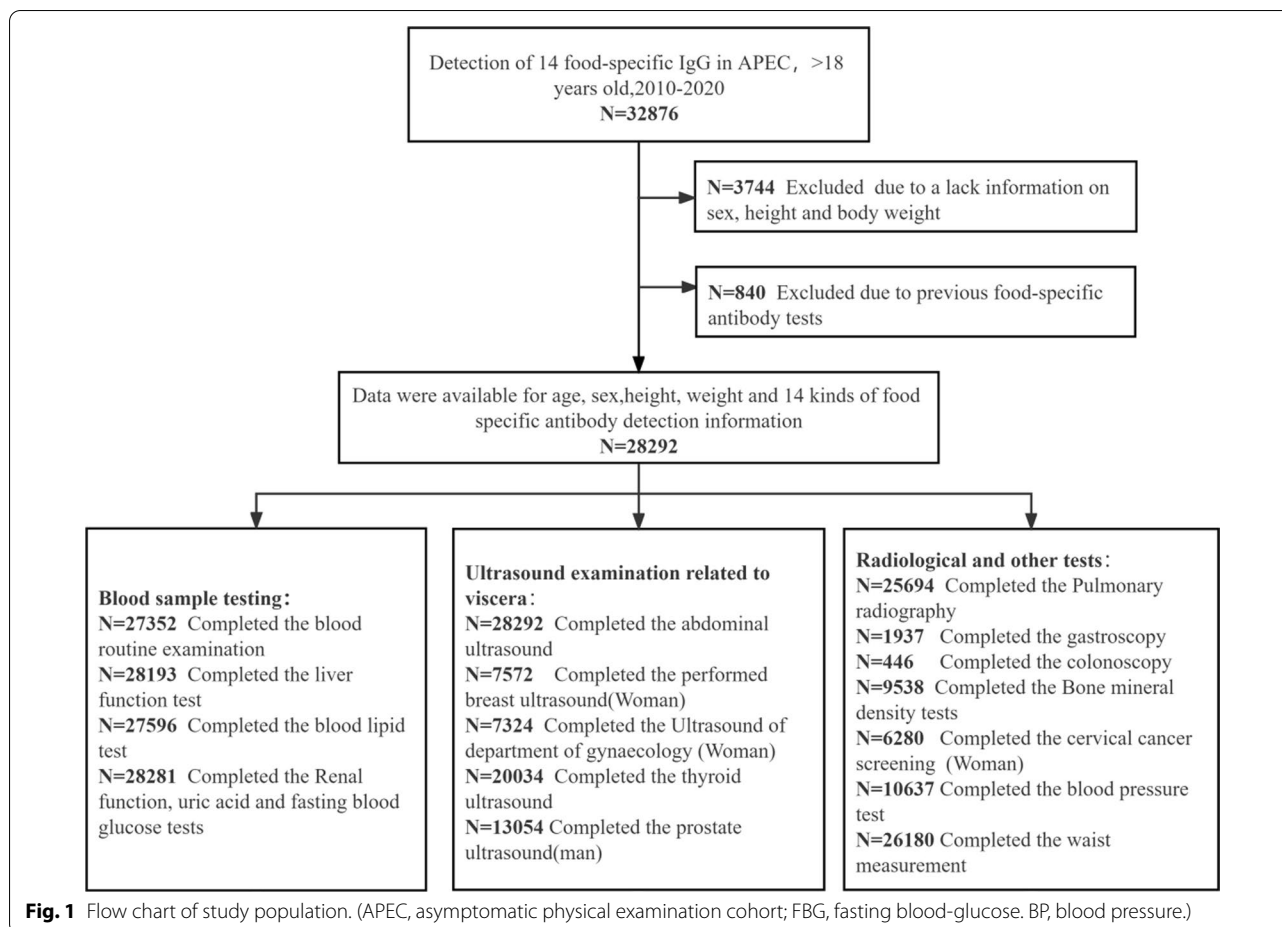 Detection of 14 food-specific IgG in APEC，>18
years old,2010-2020
N=32876
N=3744 Excluded due to a lack information on
sex, height and body weight
N=840 Excluded due to previous food-specific
antibody tests
Data were available for age, sex,height, weight and 14 kinds of food
specific antibody detection information
N=28292
Blood sample testing：
N=27352 Completed the blood
routine examination
N=28193 Completed the liver
function test
N=27596 Completed the blood lipid
test
N=28281 Completed the Renal
function, uric acid and fasting blood
glucose tests
Ultrasound examination related to
viscera：
N=28292 Completed the abdominal
ultrasound
N=7572 Completed the performed
breast ultrasound(Woman)
N=7324 Completed the Ultrasound of
department of gynaecology (Woman)
N=20034 Completed the thyroid
ultrasound
N=13054 Completed the prostate
ultrasound(man)
Radiological and other tests：
N=25694 Completed the Pulmonary
radiography
N=1937 Completed the gastroscopy
N=446 Completed the colonoscopy
N=9538 Completed the Bone mineral
density tests
N=6280 Completed the cervical cancer
screening (Woman)
N=10637 Completed the blood pressure
test
N=26180 Completed the waist
measurement
Fig. 1 Flow chart of study population. (APEC, asymptomatic physical examination cohort; FBG, fasting blood-glucose. BP, blood pressure.)